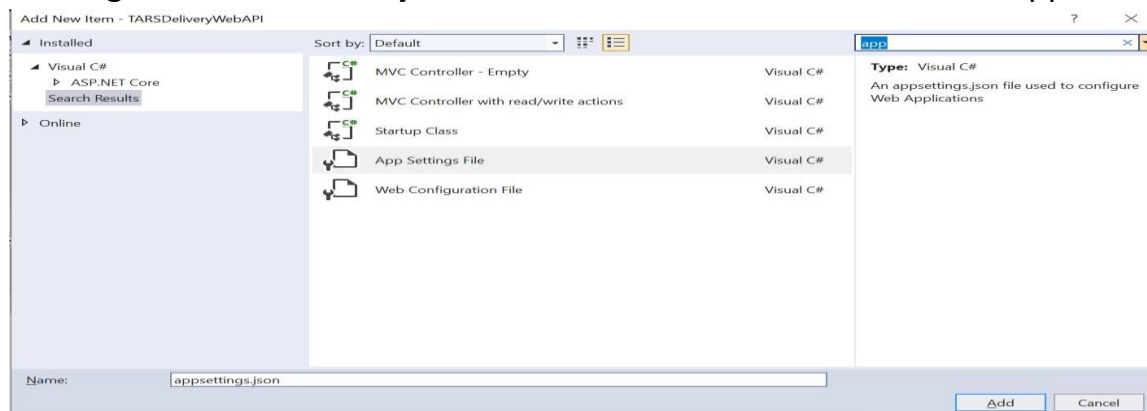 Add New Item - TARSDeliveryWebAPI ? ×
Installed
Sort by: Default
app
Visual C#
ASP.NET Core
Search Results
Online
MVC Controller - Empty Visual C#
MVC Controller with read/write actions Visual C#
Startup Class Visual C#
App Settings File Visual C#
Web Configuration File Visual C#
Type: Visual C#
An appsettings.json file used to configure
Web Applications
Name: appsettings.json
Add Cancel